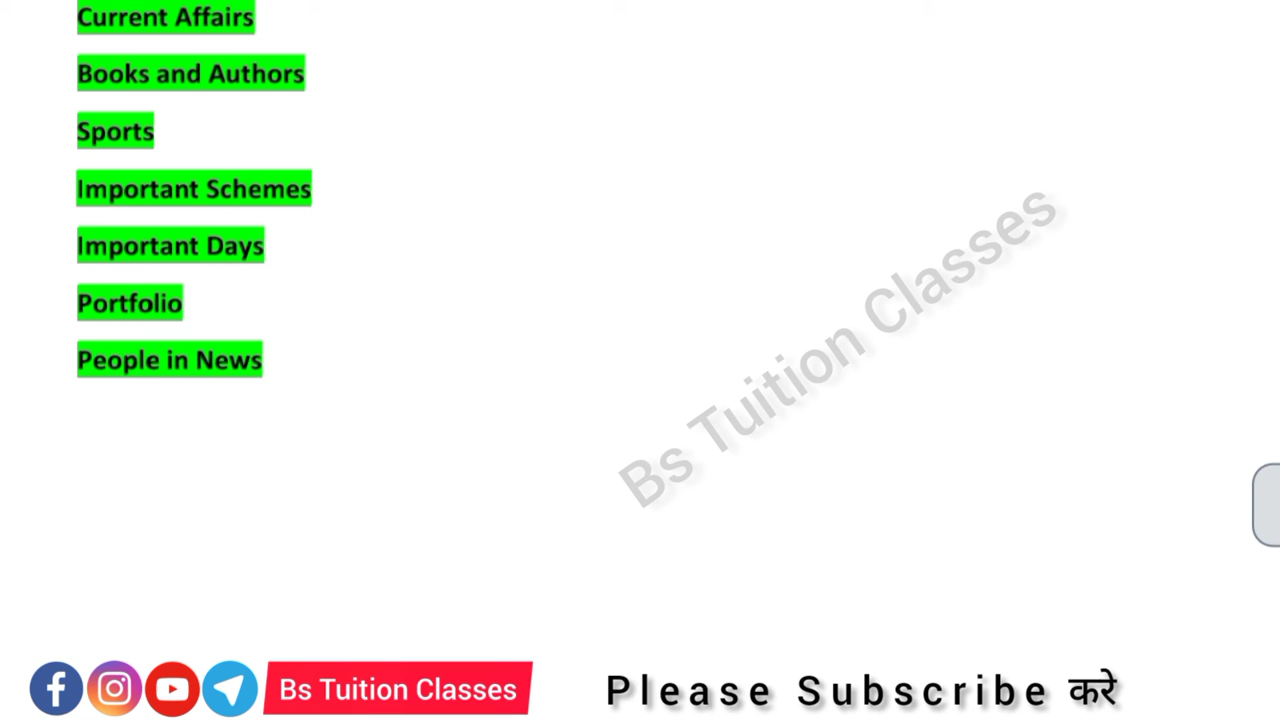 Current Affairs
Books and Authors
Sports
Important Schemes
Important Days
Portfolio
People in News
Bs Tuition Classes
Bs Tuition Classes
Please Subscribe करे